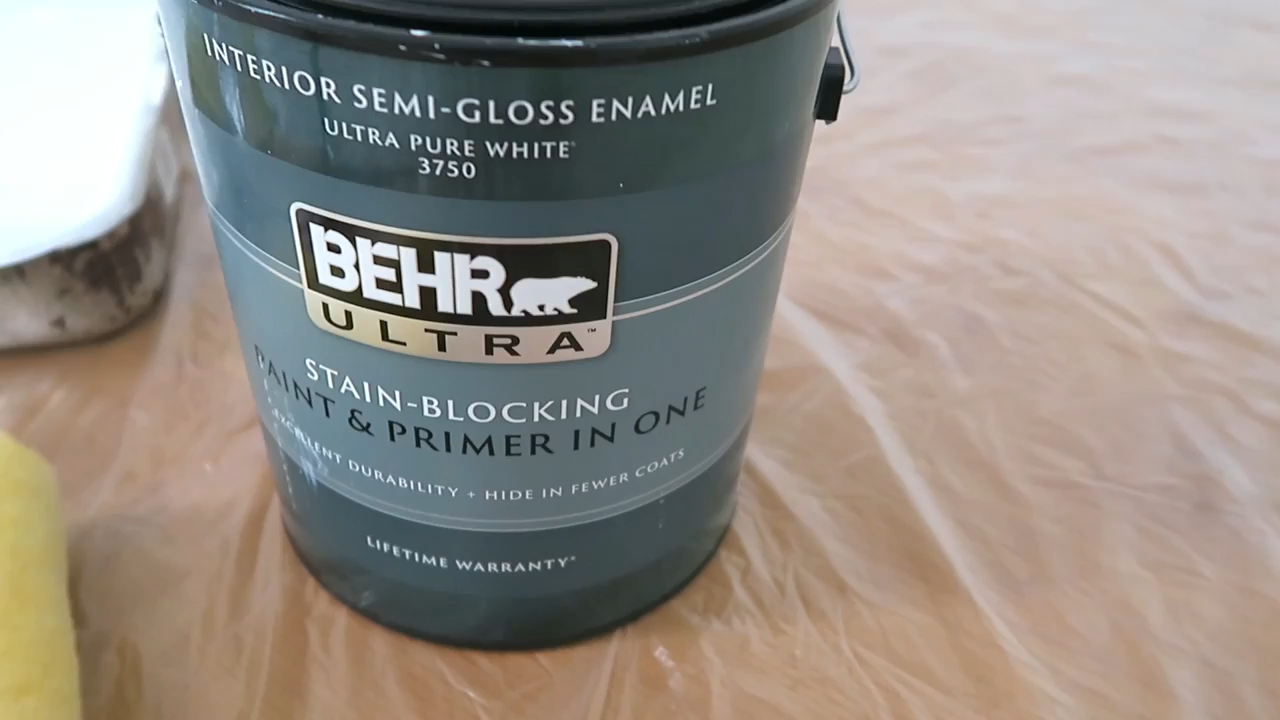 INTERIOR SEMI-GLOSS ENAMEL
ULTRA PURE WHITE®
3750
BEHR
ULTRA™
STAIN-BLOCKING
PAINT & PRIMER IN ONE
EXCELLENT DURABILITY + HIDE IN FEWER COATS
LIFETIME WARRANTY*